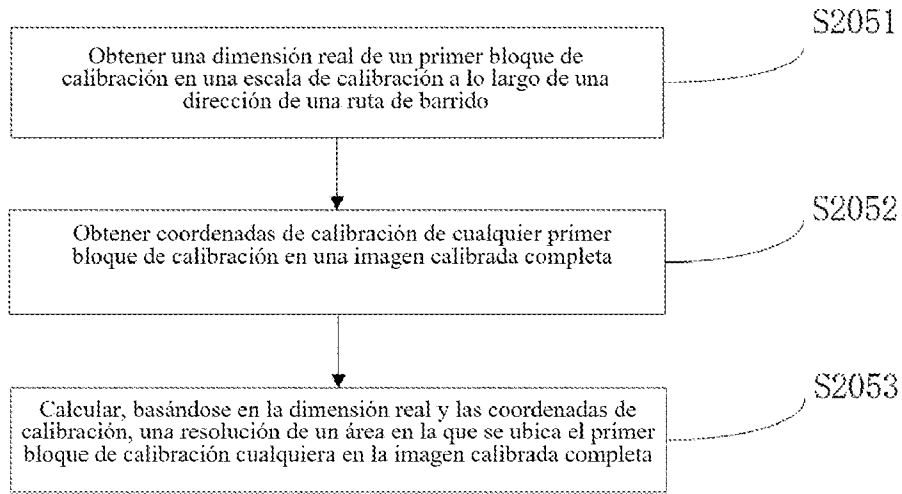 S2051
Obtener una dimensión real de un primer bloque de
calibración en una escala de calibración a lo largo de una
dirección de una ruta de barrido
S2052
Obtener coordenadas de calibración de cualquier primer
bloque de calibración en una imagen calibrada completa
S2053
Calcular, basándose en la dimensión real y las coordenadas de
calibración, una resolución de un área en la que se ubica el primer
bloque de calibración cualquiera en la imagen calibrada completa